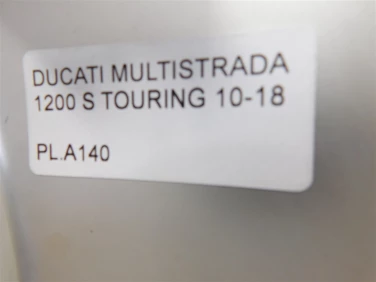 DUCATI MULTISTRADA
1200 S TOURING 10-18
PL.A140